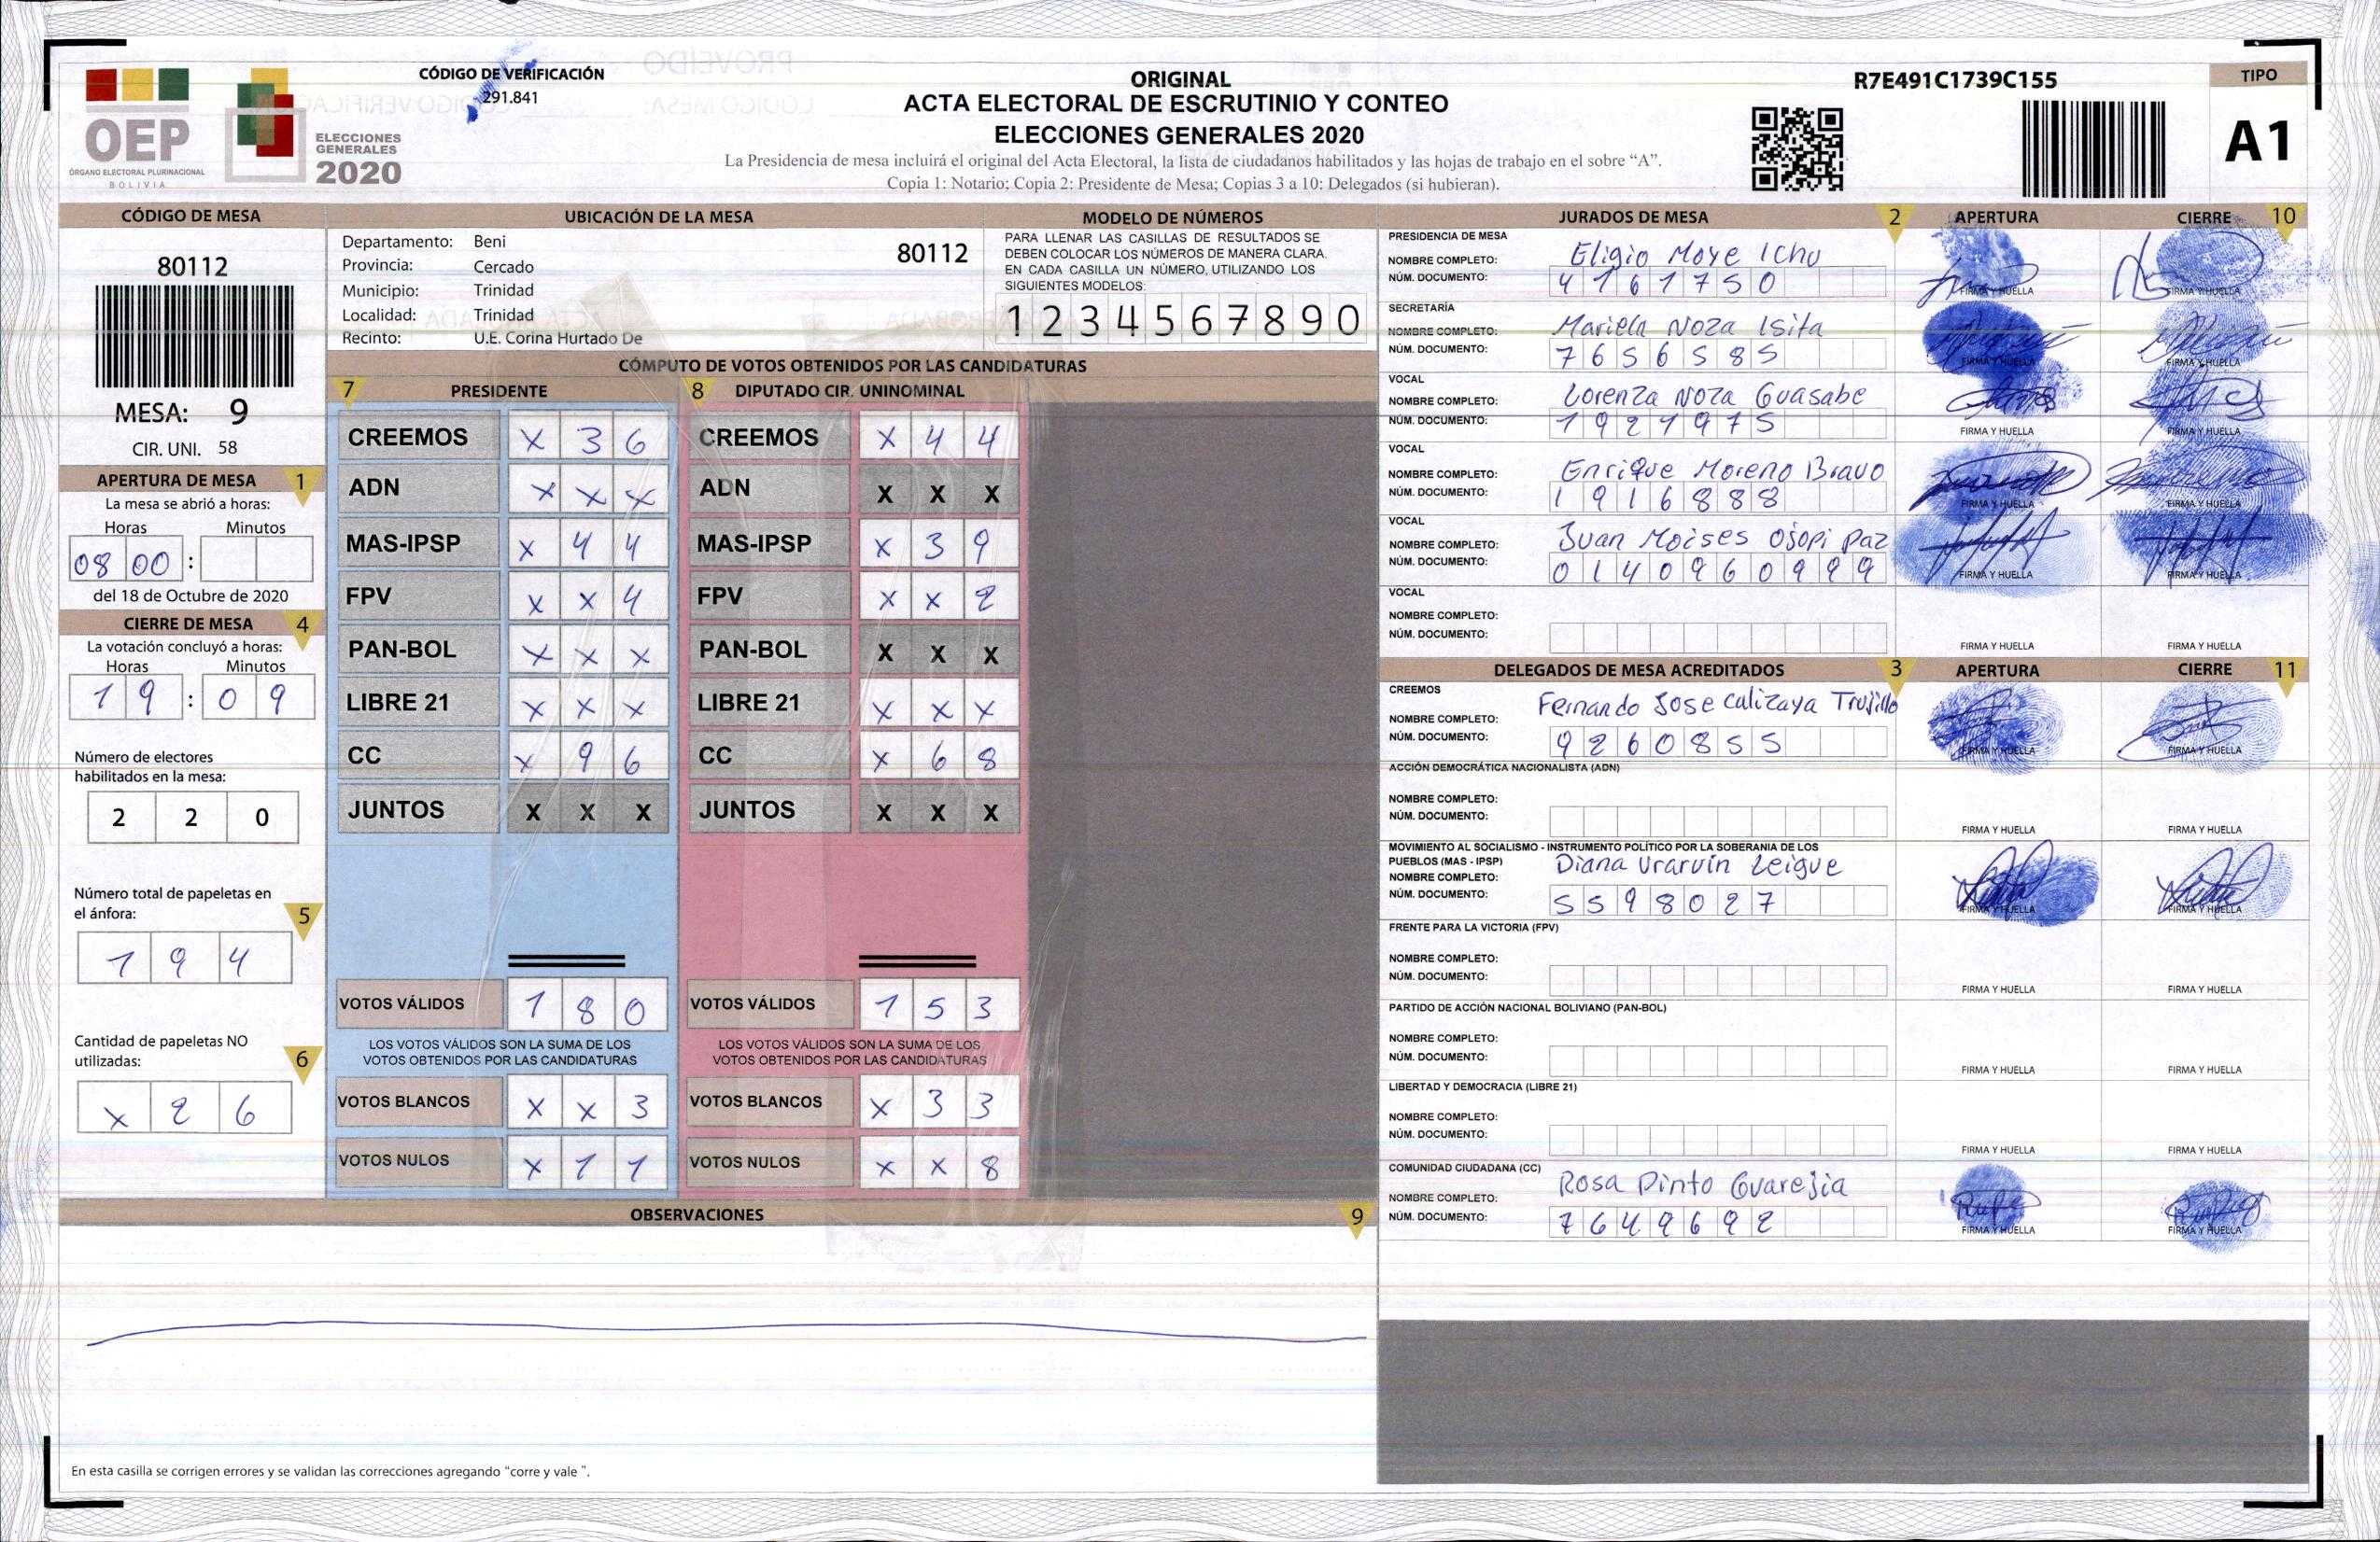 CÓDIGO DE VERIFICACIÓN
291.841
OEP
ÓRGANO ELECTORAL PLURINACIONAL
BOLIVIA
ELECCIONES
GENERALES
2020
ORIGINAL
ACTA ELECTORAL DE ESCRUTINIO Y CONTEO
ELECCIONES GENERALES 2020
La Presidencia de mesa incluirá el original del Acta Electoral, la lista de ciudadanos habilitados y las hojas de trabajo en el sobre “A”.
Copia 1: Notario; Copia 2: Presidente de Mesa; Copias 3 a 10: Delegados (si hubieran).
R7E491C1739C155
TIPO
A1
CÓDIGO DE MESA
80112
MESA: 9
CIR. UNI. 58
APERTURA DE MESA 1
La mesa se abrió a horas:
Horas Minutos
08 00 :
del 18 de Octubre de 2020
CIERRE DE MESA 4
La votación concluyó a horas:
Horas Minutos
1 9 : 0 9
Número de electores
habilitados en la mesa:
2 2 0
Número total de papeletas en
el ánfora: 5
1 9 4
Cantidad de papeletas NO
utilizadas: 6
x 2 6
UBICACIÓN DE LA MESA
Departamento: Beni 80112
Provincia: Cercado
Municipio: Trinidad
Localidad: Trinidad
Recinto: U.E. Corina Hurtado De
MODELO DE NÚMEROS
PARA LLENAR LAS CASILLAS DE RESULTADOS SE
DEBEN COLOCAR LOS NÚMEROS DE MANERA CLARA.
EN CADA CASILLA UN NÚMERO, UTILIZANDO LOS
SIGUIENTES MODELOS:
1 2 3 4 5 6 7 8 9 0
CÓMPUTO DE VOTOS OBTENIDOS POR LAS CANDIDATURAS
7 PRESIDENTE
CREEMOS x 3 6
ADN x x x
MAS-IPSP x 4 4
FPV x x 4
PAN-BOL x x x
LIBRE 21 x x x
CC x 9 6
JUNTOS X X X
VOTOS VÁLIDOS 1 8 0
LOS VOTOS VÁLIDOS SON LA SUMA DE LOS
VOTOS OBTENIDOS POR LAS CANDIDATURAS
VOTOS BLANCOS x x 3
VOTOS NULOS x 1 1
8 DIPUTADO CIR. UNINOMINAL
CREEMOS x 4 4
ADN X X X
MAS-IPSP x 3 9
FPV x x 2
PAN-BOL X X X
LIBRE 21 x x x
CC x 6 8
JUNTOS X X X
VOTOS VÁLIDOS 1 5 3
LOS VOTOS VÁLIDOS SON LA SUMA DE LOS
VOTOS OBTENIDOS POR LAS CANDIDATURAS
VOTOS BLANCOS x 3 3
VOTOS NULOS x x 8
OBSERVACIONES 9
En esta casilla se corrigen errores y se validan las correcciones agregando “corre y vale ”.
JURADOS DE MESA 2 APERTURA CIERRE 10
PRESIDENCIA DE MESA
NOMBRE COMPLETO: Eligio Moye Ichu
NÚM. DOCUMENTO: 4 1 6 1 7 5 0
FIRMA Y HUELLA FIRMA Y HUELLA
SECRETARÍA
NOMBRE COMPLETO: Mariela Noza Isita
NÚM. DOCUMENTO: 7 6 5 6 5 8 5
FIRMA Y HUELLA FIRMA Y HUELLA
VOCAL
NOMBRE COMPLETO: Lorenza Noza Guasabe
NÚM. DOCUMENTO: 1 9 2 1 9 7 5
FIRMA Y HUELLA FIRMA Y HUELLA
VOCAL
NOMBRE COMPLETO: Enrique Moreno Bravo
NÚM. DOCUMENTO: 1 9 1 6 8 8 8
FIRMA Y HUELLA FIRMA Y HUELLA
VOCAL
NOMBRE COMPLETO: Juan Moises Ojopi Paz
NÚM. DOCUMENTO: 0 1 4 0 9 6 0 9 9 9
FIRMA Y HUELLA FIRMA Y HUELLA
VOCAL
NOMBRE COMPLETO:
NÚM. DOCUMENTO:
FIRMA Y HUELLA FIRMA Y HUELLA
DELEGADOS DE MESA ACREDITADOS 3 APERTURA CIERRE 11
CREEMOS
NOMBRE COMPLETO: Fernando Jose Calizaya Trujillo
NÚM. DOCUMENTO: 9 2 6 0 8 5 5
FIRMA Y HUELLA FIRMA Y HUELLA
ACCIÓN DEMOCRÁTICA NACIONALISTA (ADN)
NOMBRE COMPLETO:
NÚM. DOCUMENTO:
FIRMA Y HUELLA FIRMA Y HUELLA
MOVIMIENTO AL SOCIALISMO - INSTRUMENTO POLÍTICO POR LA SOBERANIA DE LOS
PUEBLOS (MAS - IPSP)
NOMBRE COMPLETO: Diana Urarvin Leigue
NÚM. DOCUMENTO: 5 5 9 8 0 2 7
FIRMA Y HUELLA FIRMA Y HUELLA
FRENTE PARA LA VICTORIA (FPV)
NOMBRE COMPLETO:
NÚM. DOCUMENTO:
FIRMA Y HUELLA FIRMA Y HUELLA
PARTIDO DE ACCIÓN NACIONAL BOLIVIANO (PAN-BOL)
NOMBRE COMPLETO:
NÚM. DOCUMENTO:
FIRMA Y HUELLA FIRMA Y HUELLA
LIBERTAD Y DEMOCRACIA (LIBRE 21)
NOMBRE COMPLETO:
NÚM. DOCUMENTO:
FIRMA Y HUELLA FIRMA Y HUELLA
COMUNIDAD CIUDADANA (CC)
NOMBRE COMPLETO: Rosa Pinto Guarejia
NÚM. DOCUMENTO: 7 6 4 9 6 9 2
FIRMA Y HUELLA FIRMA Y HUELLA